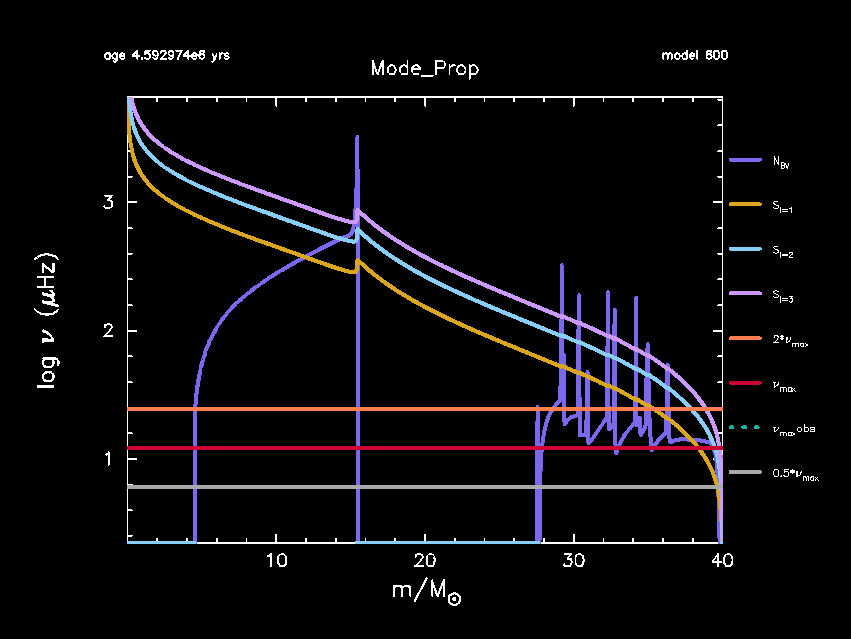 age 4.592974e6 yrs
model 600
Mode_Prop
log ν (μHz)
3
2
1
10
20
30
40
m/M⊙
N_BV
S_l=1
S_l=2
S_l=3
2*ν_max
ν_max
ν_max obs
0.5*ν_max